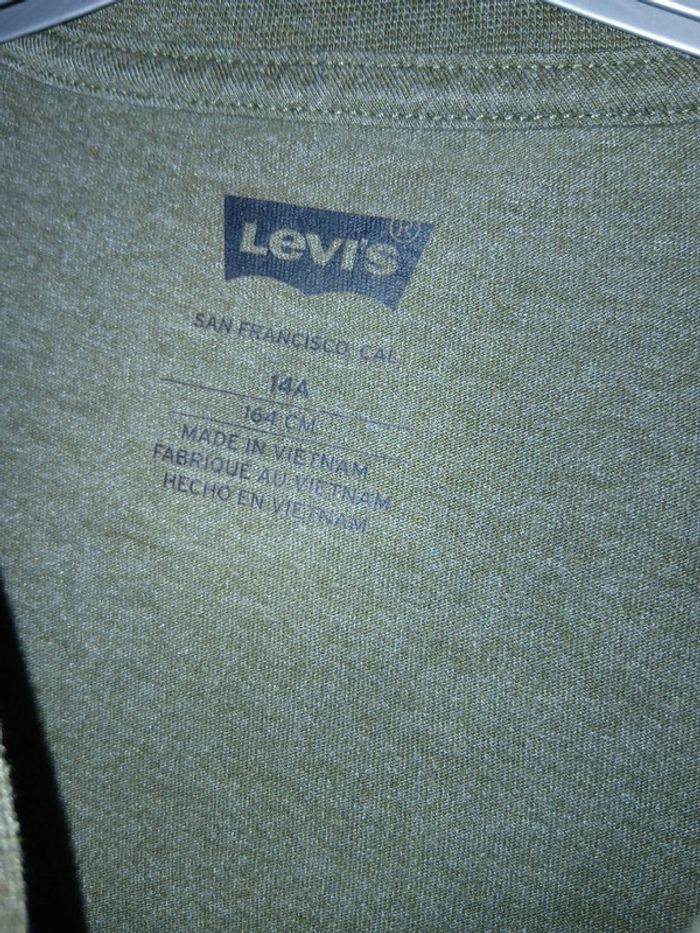 Levi's ®
SAN FRANCISCO, CAL.
14A
164 CM
MADE IN VIETNAM
FABRIQUÉ AU VIETNAM
HECHO EN VIETNAM